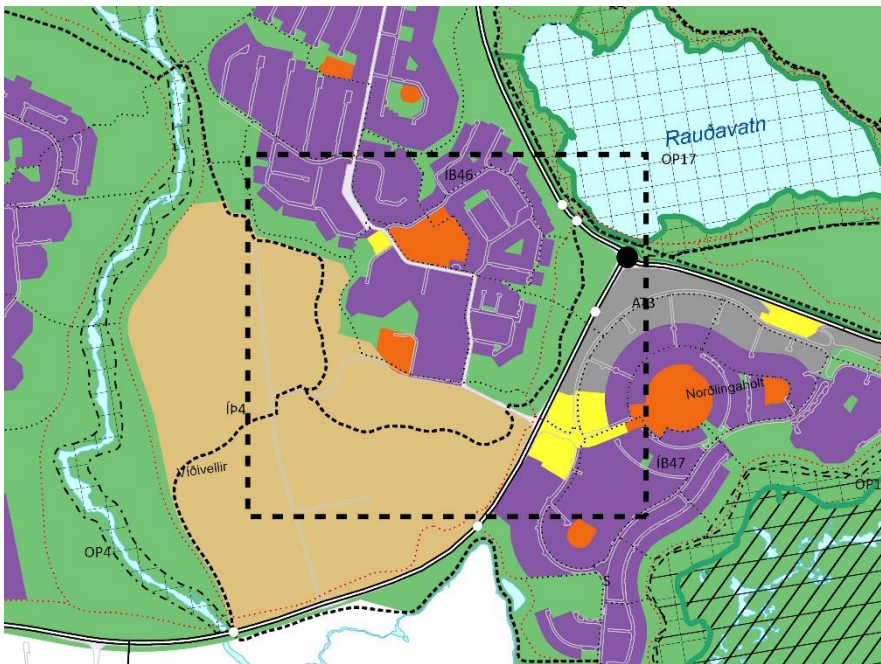 Rauðavatn
OP17
ÍB46
AT3
Norðlingaholt
ÍÞ4
Víðivellir
ÍB47
OP1
OP4
S